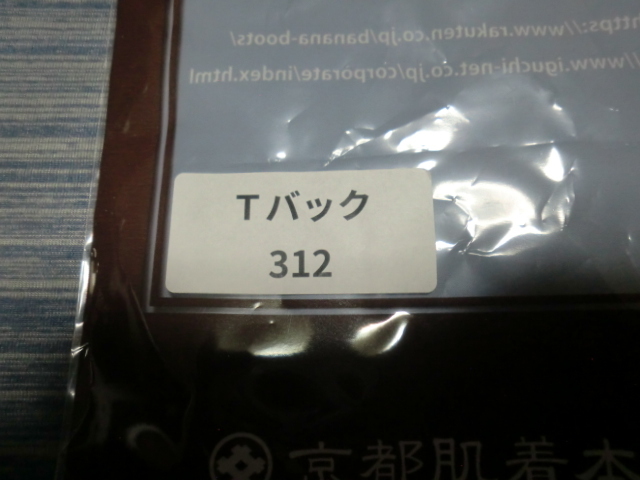 https://www.rakuten.co.jp/banana-boots/
//www.iguchi-net.co.jp/corporate/index.html
Tバック
312
京都肌着本